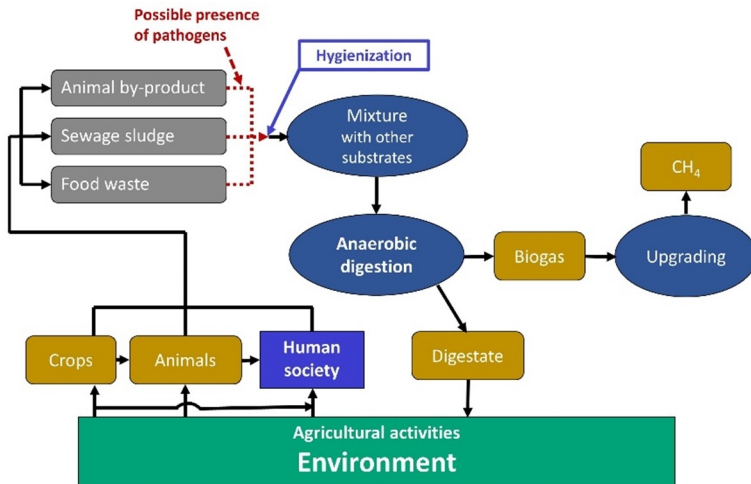 Possible presence
of pathogens
Hygienization
Animal by-product
Sewage sludge
Food waste
Mixture
with other
substrates
CH₄
Anaerobic
digestion
Biogas
Upgrading
Crops
Animals
Human
society
Digestate
Agricultural activities
Environment